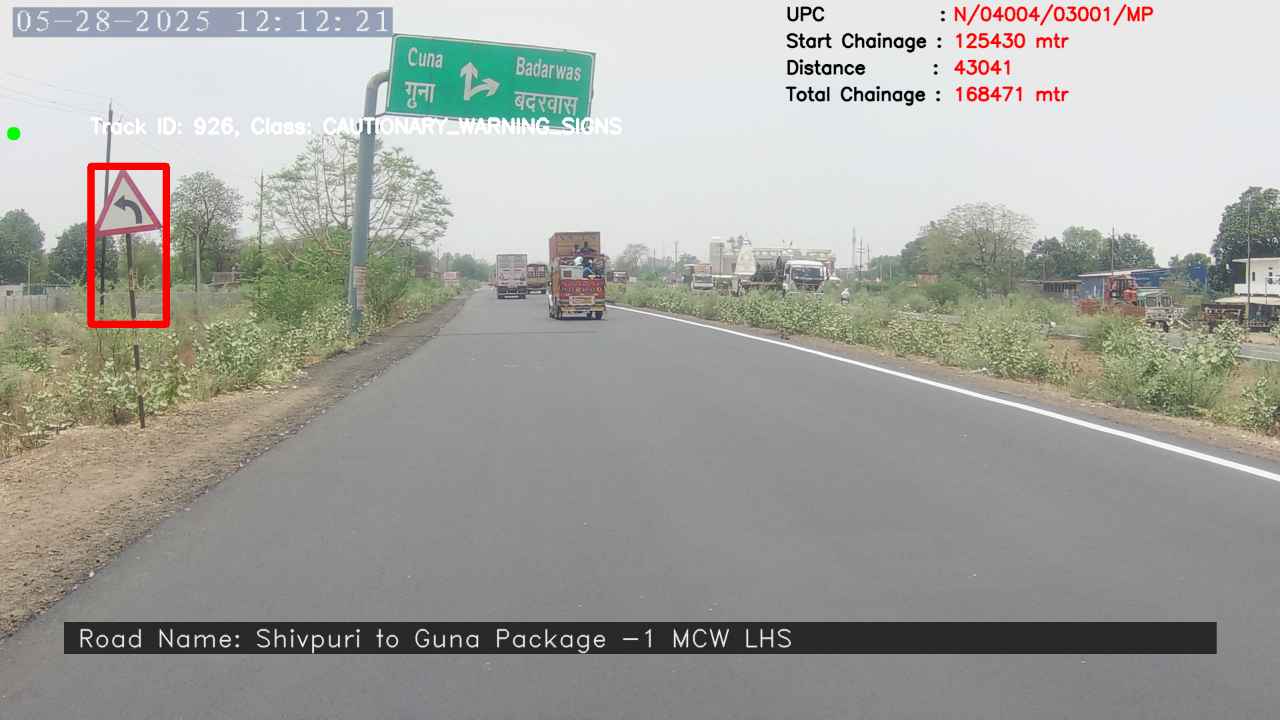 05-28-2025 12:12:21
UPC : N/04004/03001/MP
Start Chainage : 125430 mtr
Distance : 43041
Total Chainage : 168471 mtr
Cuna
गुना
Badarwas
बदरवास
Track ID: 926, Class: CAUTIONARY_WARNING_SIGNS
Road Name: Shivpuri to Guna Package -1 MCW LHS